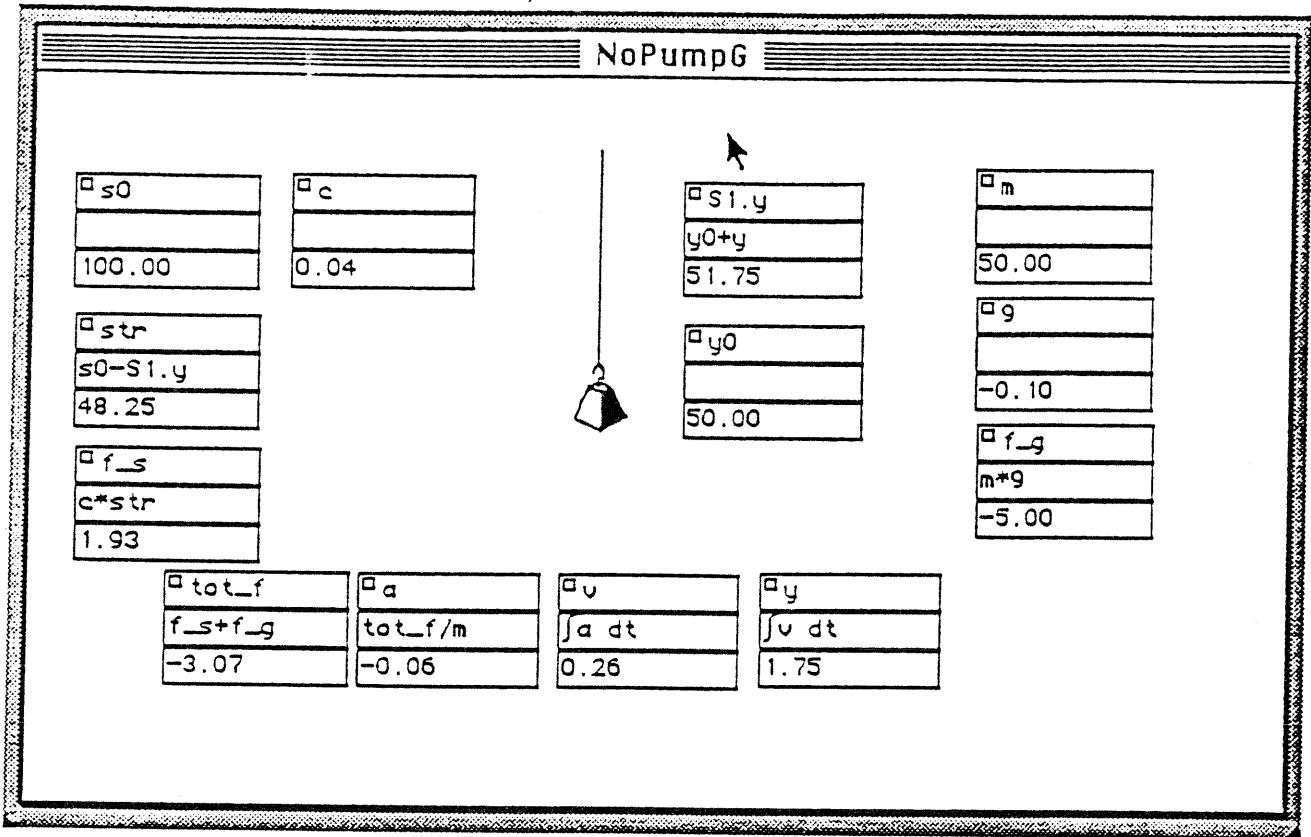 NoPumpG
s0
100.00
c
0.04
S1.y
y0+y
51.75
m
50.00
str
s0-S1.y
48.25
y0
50.00
g
-0.10
f_s
c*str
1.93
f_g
m*g
-5.00
tot_f
f_s+f_g
-3.07
a
tot_f/m
-0.06
v
∫a dt
0.26
y
∫v dt
1.75